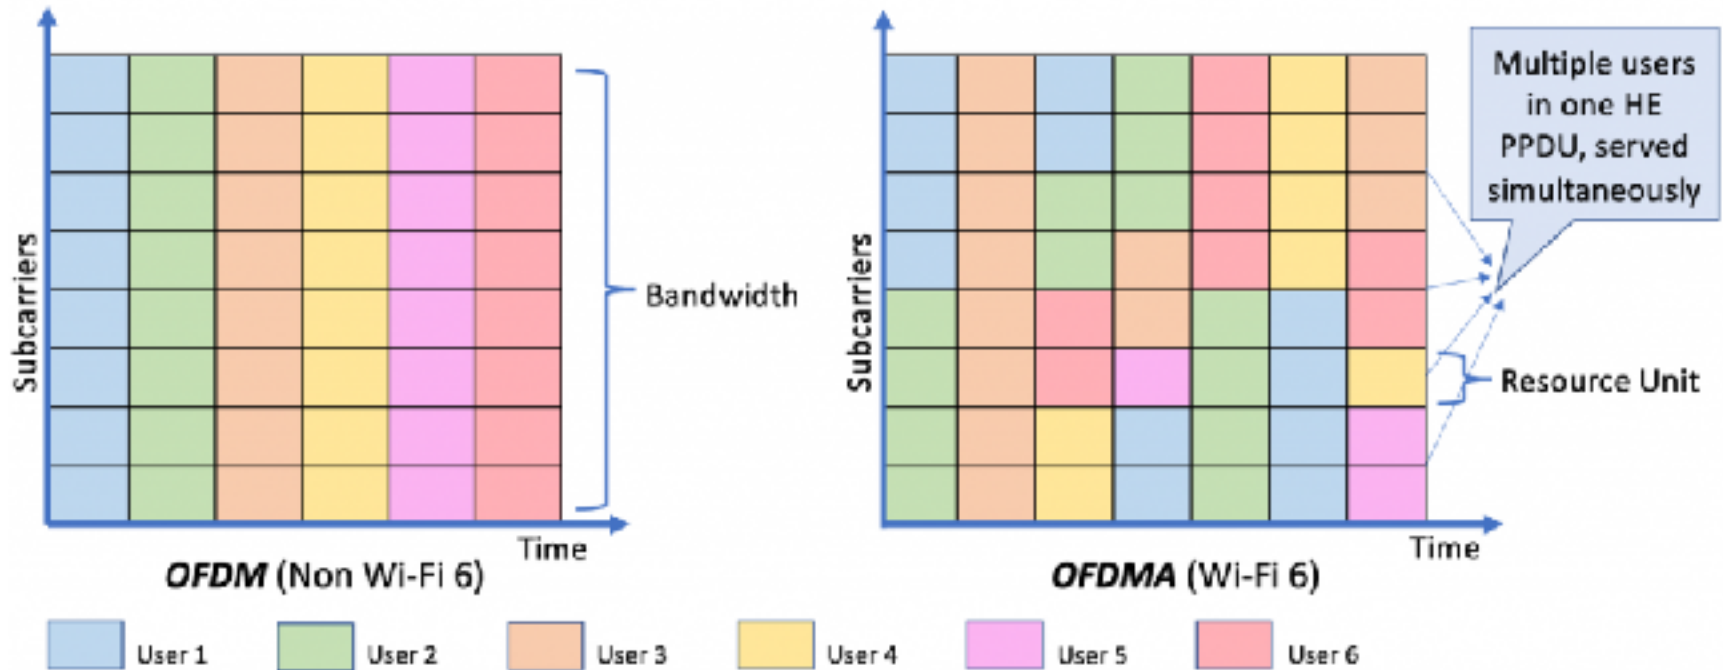 Subcarriers
Bandwidth
Time
OFDM (Non Wi-Fi 6)
Subcarriers
Multiple users
in one HE
PPDU, served
simultaneously
Resource Unit
Time
OFDMA (Wi-Fi 6)
User 1
User 2
User 3
User 4
User 5
User 6